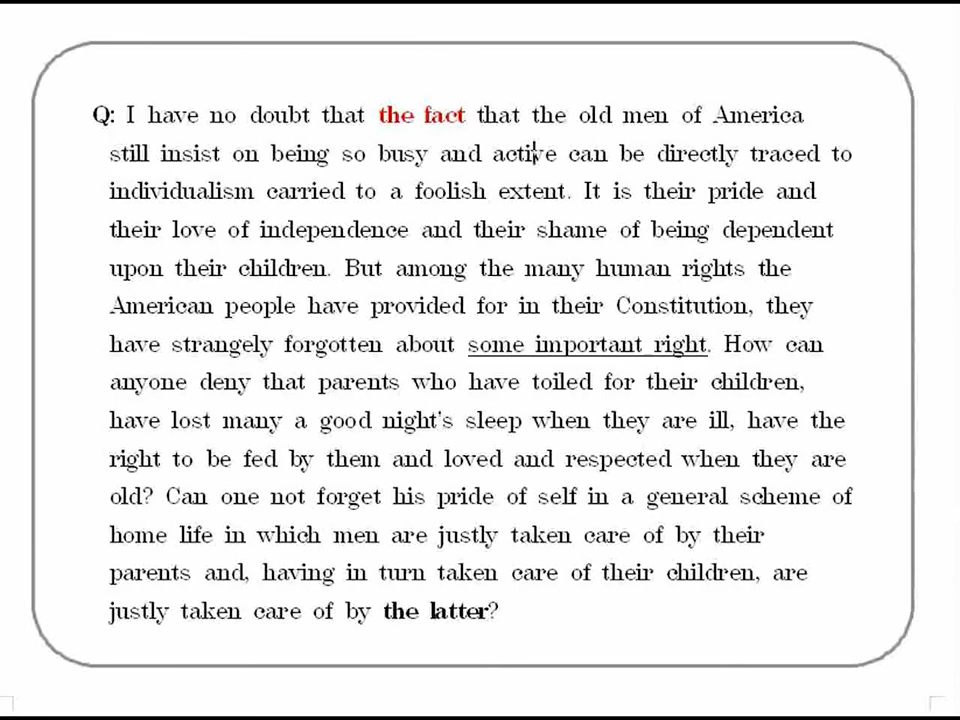 Q: I have no doubt that the fact that the old men of America
still insist on being so busy and active can be directly traced to
individualism carried to a foolish extent. It is their pride and
their love of independence and their shame of being dependent
upon their children. But among the many human rights the
American people have provided for in their Constitution, they
have strangely forgotten about some important right. How can
anyone deny that parents who have toiled for their children,
have lost many a good night's sleep when they are ill, have the
right to be fed by them and loved and respected when they are
old? Can one not forget his pride of self in a general scheme of
home life in which men are justly taken care of by their
parents and, having in turn taken care of their children, are
justly taken care of by the latter?